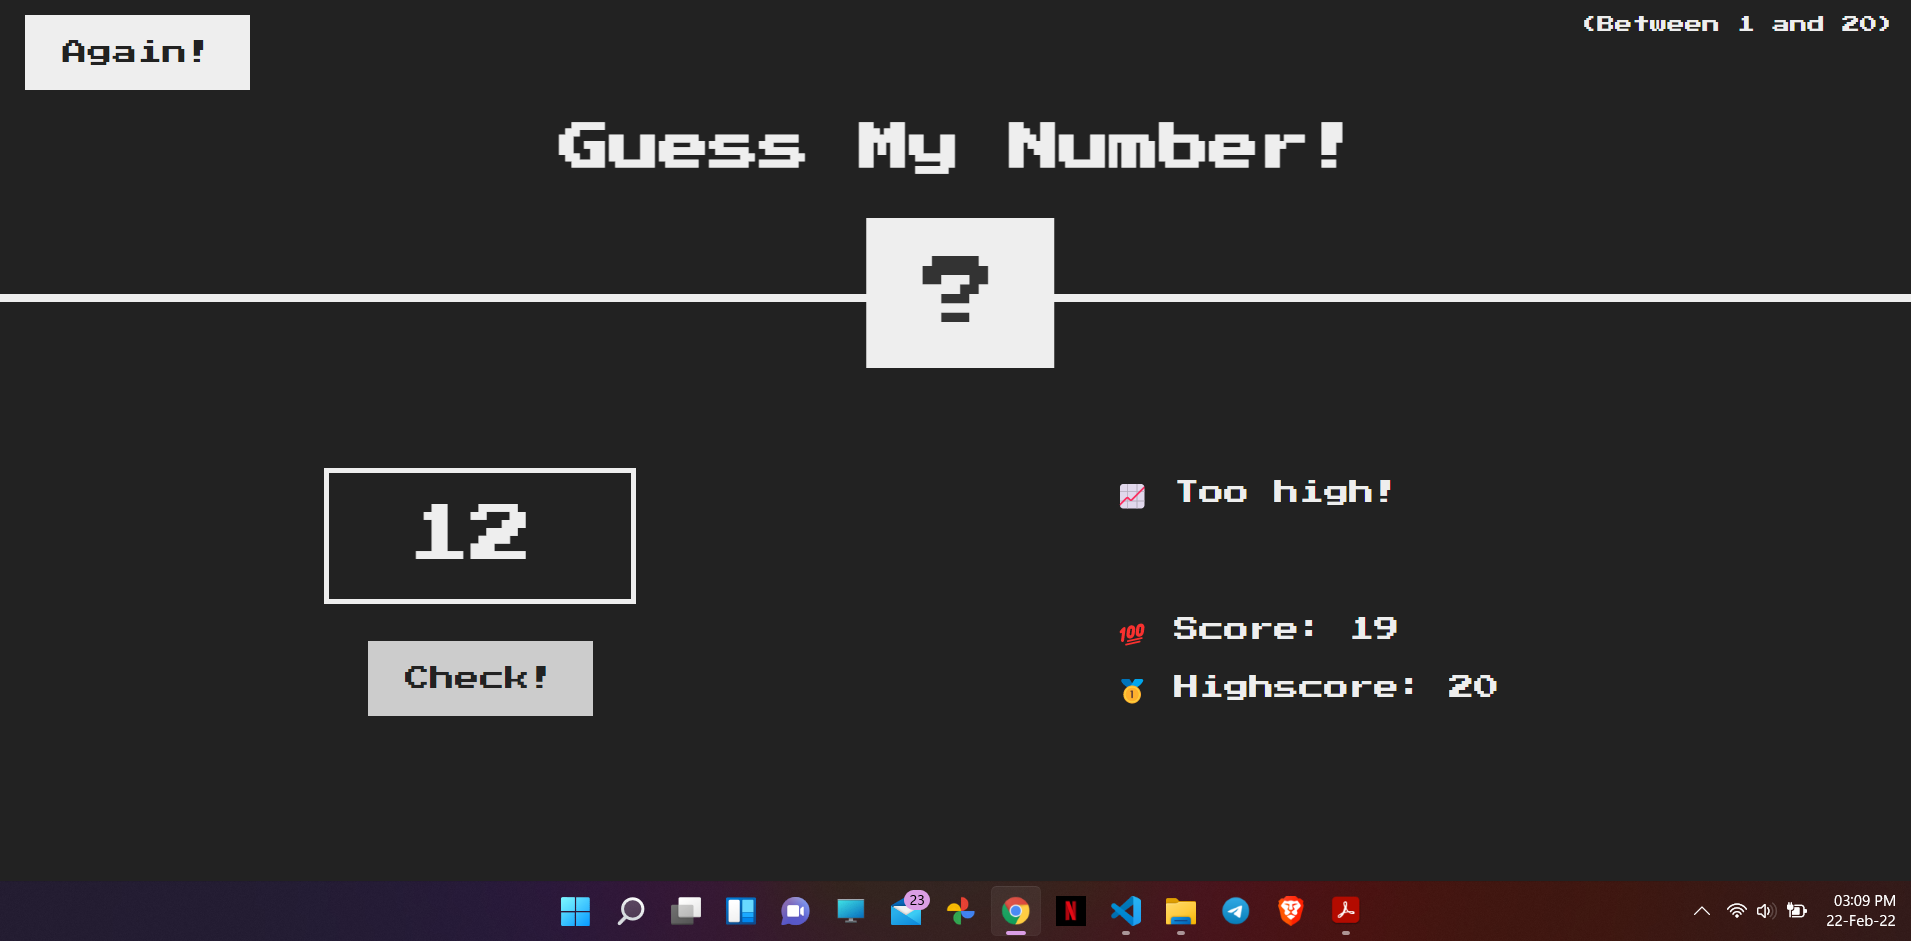 Again!
(Between 1 and 20)
Guess My Number!
?
12
Check!
📈 Too high!
💯 Score: 19
🥇 Highscore: 20
23
N
03:09 PM
22-Feb-22